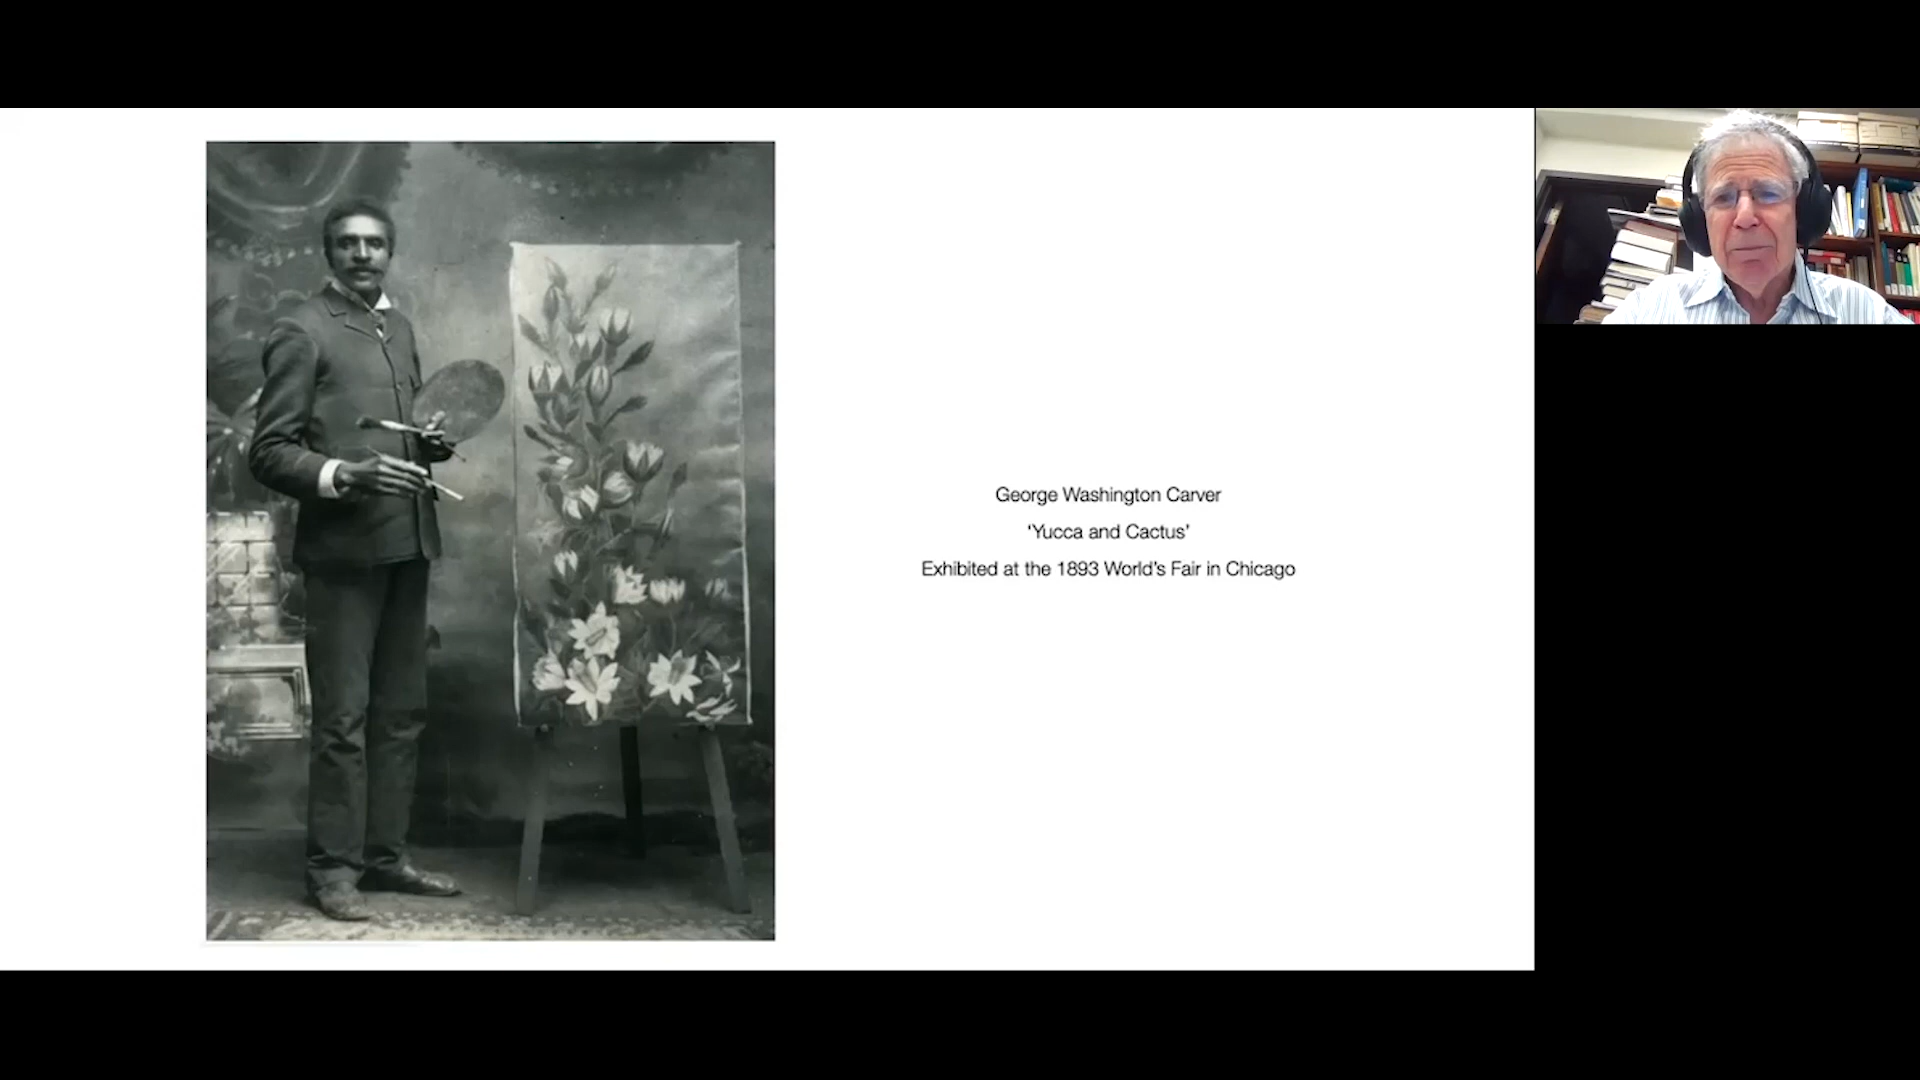 George Washington Carver
‘Yucca and Cactus’
Exhibited at the 1893 World’s Fair in Chicago